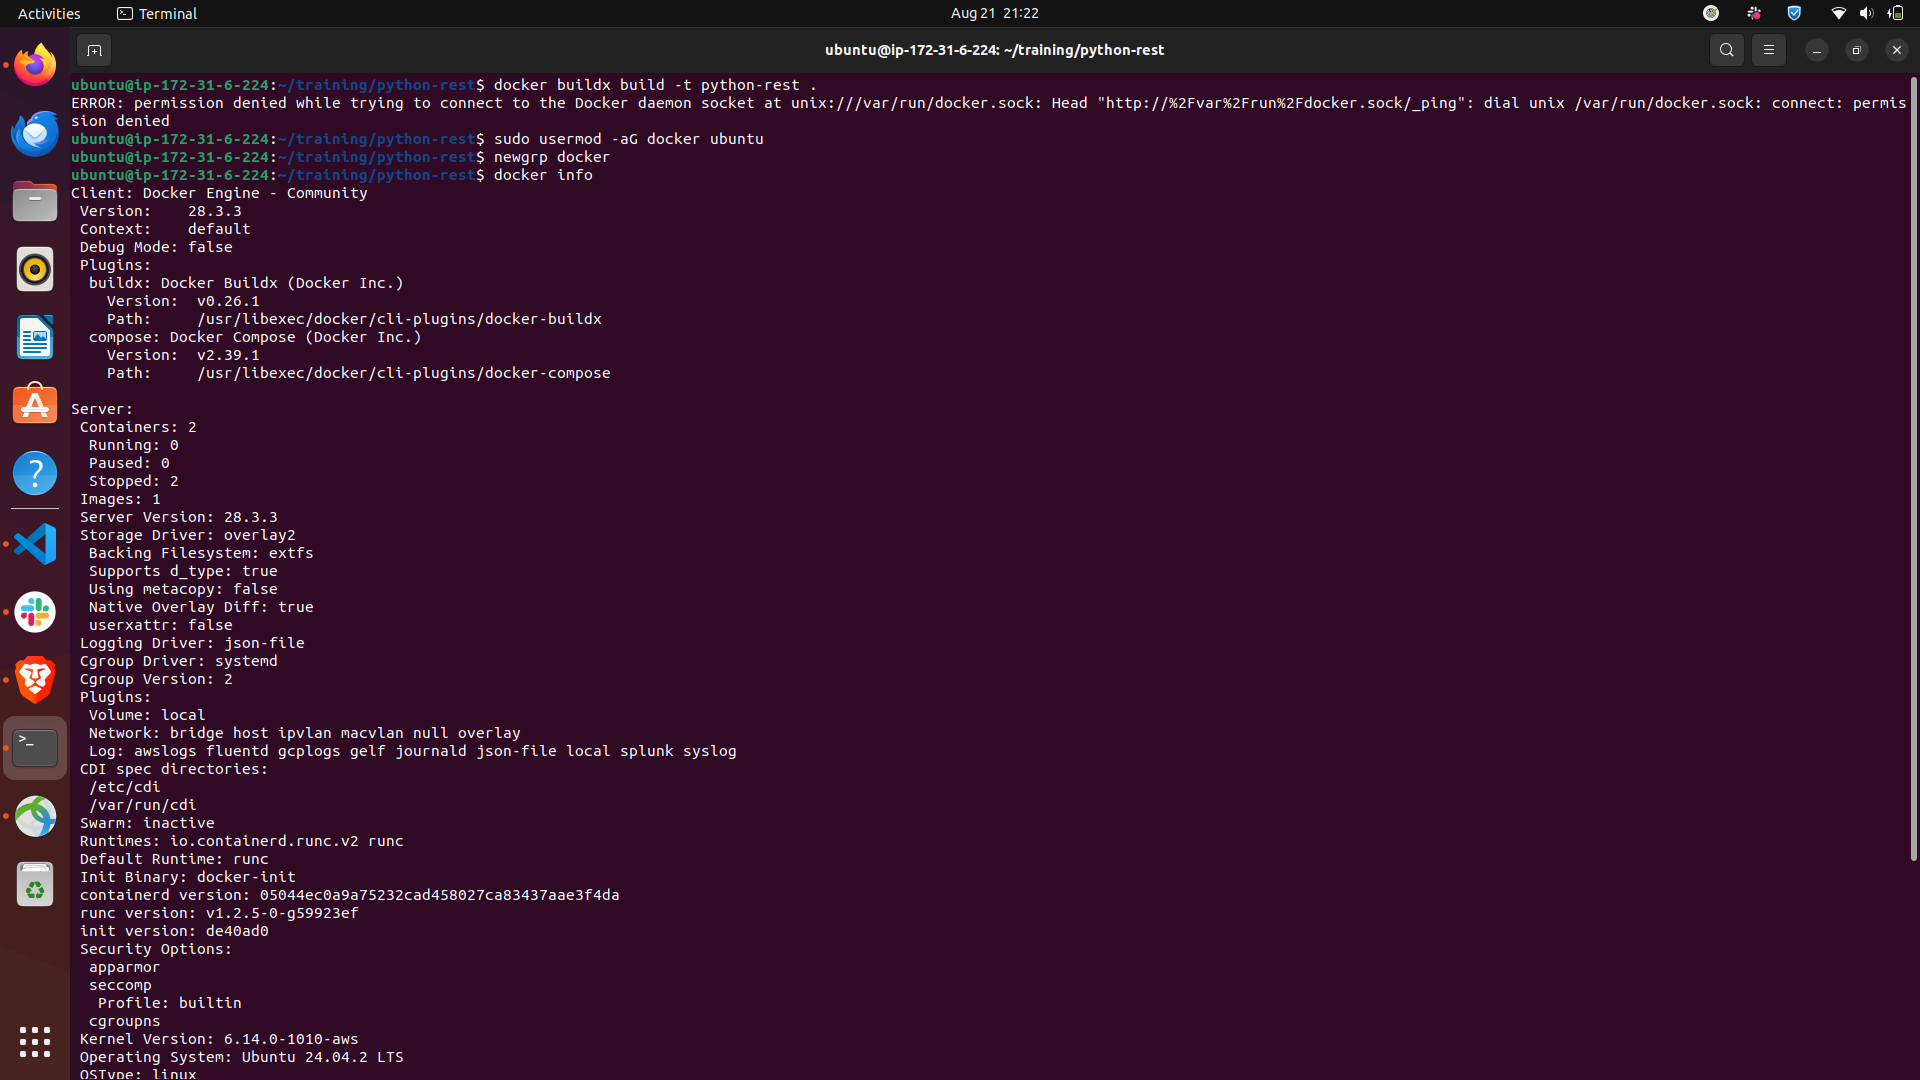 Activities
Terminal
Aug 21 21:22
ubuntu@ip-172-31-6-224: ~/training/python-rest
ubuntu@ip-172-31-6-224:~/training/python-rest$ docker buildx build -t python-rest .
ERROR: permission denied while trying to connect to the Docker daemon socket at unix:///var/run/docker.sock: Head "http://%2Fvar%2Frun%2Fdocker.sock/_ping": dial unix /var/run/docker.sock: connect: permis
sion denied
ubuntu@ip-172-31-6-224:~/training/python-rest$ sudo usermod -aG docker ubuntu
ubuntu@ip-172-31-6-224:~/training/python-rest$ newgrp docker
ubuntu@ip-172-31-6-224:~/training/python-rest$ docker info
Client: Docker Engine - Community
 Version:    28.3.3
 Context:    default
 Debug Mode: false
 Plugins:
  buildx: Docker Buildx (Docker Inc.)
    Version:  v0.26.1
    Path:     /usr/libexec/docker/cli-plugins/docker-buildx
  compose: Docker Compose (Docker Inc.)
    Version:  v2.39.1
    Path:     /usr/libexec/docker/cli-plugins/docker-compose

Server:
 Containers: 2
  Running: 0
  Paused: 0
  Stopped: 2
 Images: 1
 Server Version: 28.3.3
 Storage Driver: overlay2
  Backing Filesystem: extfs
  Supports d_type: true
  Using metacopy: false
  Native Overlay Diff: true
  userxattr: false
 Logging Driver: json-file
 Cgroup Driver: systemd
 Cgroup Version: 2
 Plugins:
  Volume: local
  Network: bridge host ipvlan macvlan null overlay
  Log: awslogs fluentd gcplogs gelf journald json-file local splunk syslog
 CDI spec directories:
  /etc/cdi
  /var/run/cdi
 Swarm: inactive
 Runtimes: io.containerd.runc.v2 runc
 Default Runtime: runc
 Init Binary: docker-init
 containerd version: 05044ec0a9a75232cad458027ca83437aae3f4da
 runc version: v1.2.5-0-g59923ef
 init version: de40ad0
 Security Options:
  apparmor
  seccomp
   Profile: builtin
  cgroupns
 Kernel Version: 6.14.0-1010-aws
 Operating System: Ubuntu 24.04.2 LTS
 OSType: linux